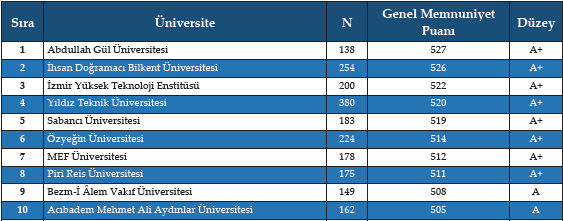 Sıra Üniversite N Genel Memnuniyet Puanı Düzey
1 Abdullah Gül Üniversitesi 138 527 A+
2 İhsan Doğramacı Bilkent Üniversitesi 254 526 A+
3 İzmir Yüksek Teknoloji Enstitüsü 200 522 A+
4 Yıldız Teknik Üniversitesi 380 520 A+
5 Sabancı Üniversitesi 183 519 A+
6 Özyeğin Üniversitesi 224 514 A+
7 MEF Üniversitesi 178 512 A+
8 Piri Reis Üniversitesi 175 511 A+
9 Bezm-İ Âlem Vakıf Üniversitesi 149 508 A
10 Acıbadem Mehmet Ali Aydınlar Üniversitesi 162 505 A